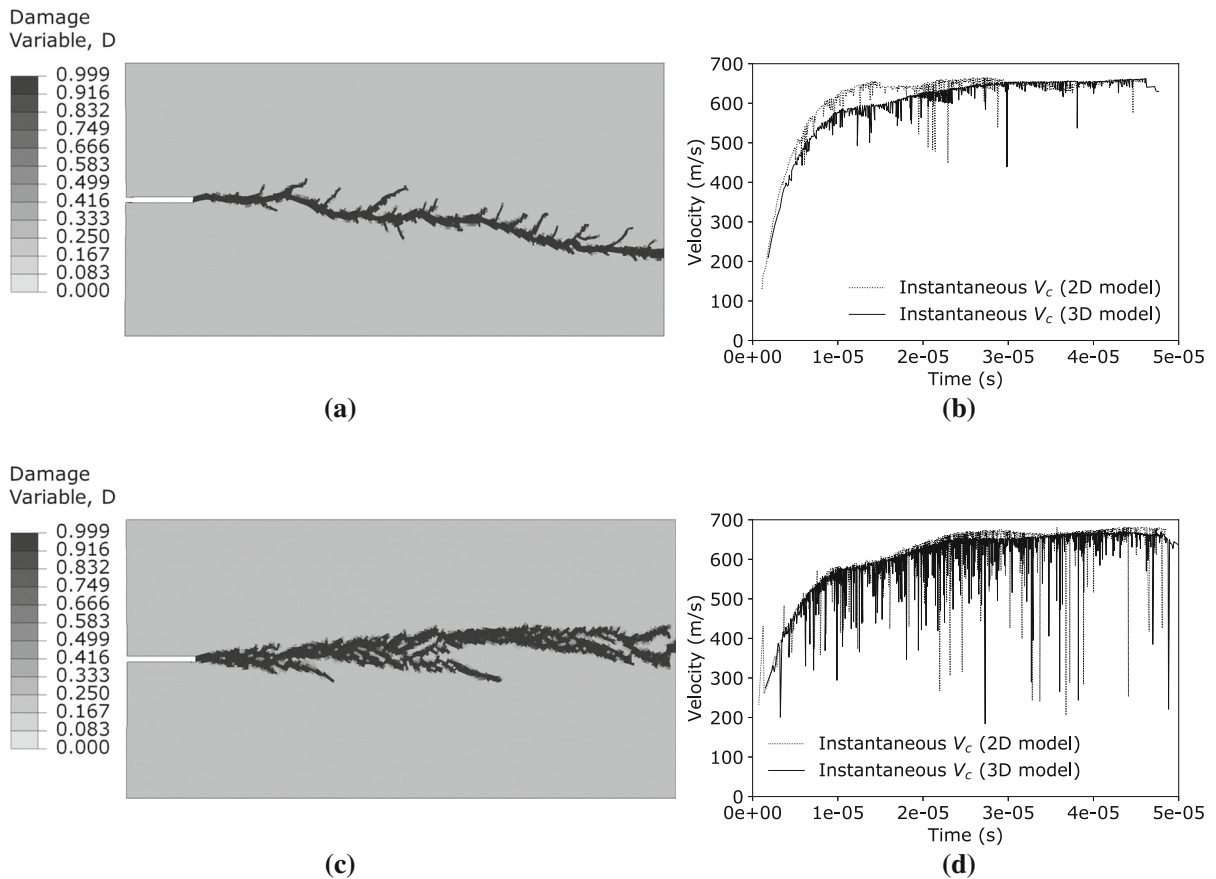 Damage
Variable, D
0.999
0.916
0.832
0.749
0.666
0.583
0.499
0.416
0.333
0.250
0.167
0.083
0.000
(a)
700
600
500
400
300
200
100
0
Velocity (m/s)
Instantaneous Vc (2D model)
Instantaneous Vc (3D model)
0e+00 1e-05 2e-05 3e-05 4e-05 5e-05
Time (s)
(b)
Damage
Variable, D
0.999
0.916
0.832
0.749
0.666
0.583
0.499
0.416
0.333
0.250
0.167
0.083
0.000
(c)
700
600
500
400
300
200
100
0
Velocity (m/s)
Instantaneous Vc (2D model)
Instantaneous Vc (3D model)
0e+00 1e-05 2e-05 3e-05 4e-05 5e-05
Time (s)
(d)